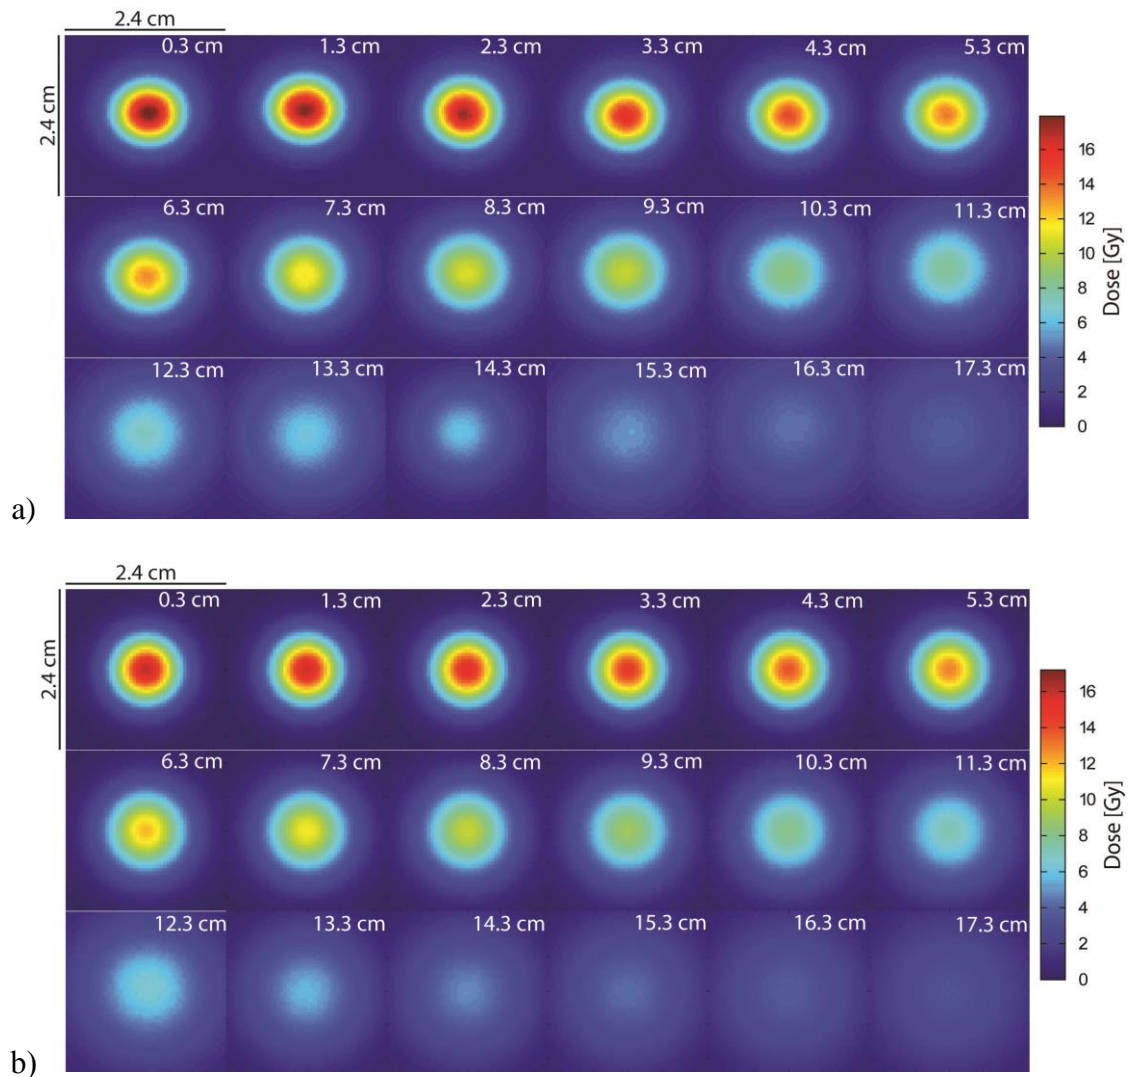 2.4 cm
0.3 cm 1.3 cm 2.3 cm 3.3 cm 4.3 cm 5.3 cm
2.4 cm
6.3 cm 7.3 cm 8.3 cm 9.3 cm 10.3 cm 11.3 cm
12.3 cm 13.3 cm 14.3 cm 15.3 cm 16.3 cm 17.3 cm
16
14
12
10
8
6
4
2
0
Dose [Gy]
a)
2.4 cm
0.3 cm 1.3 cm 2.3 cm 3.3 cm 4.3 cm 5.3 cm
2.4 cm
6.3 cm 7.3 cm 8.3 cm 9.3 cm 10.3 cm 11.3 cm
12.3 cm 13.3 cm 14.3 cm 15.3 cm 16.3 cm 17.3 cm
16
14
12
10
8
6
4
2
0
Dose [Gy]
b)